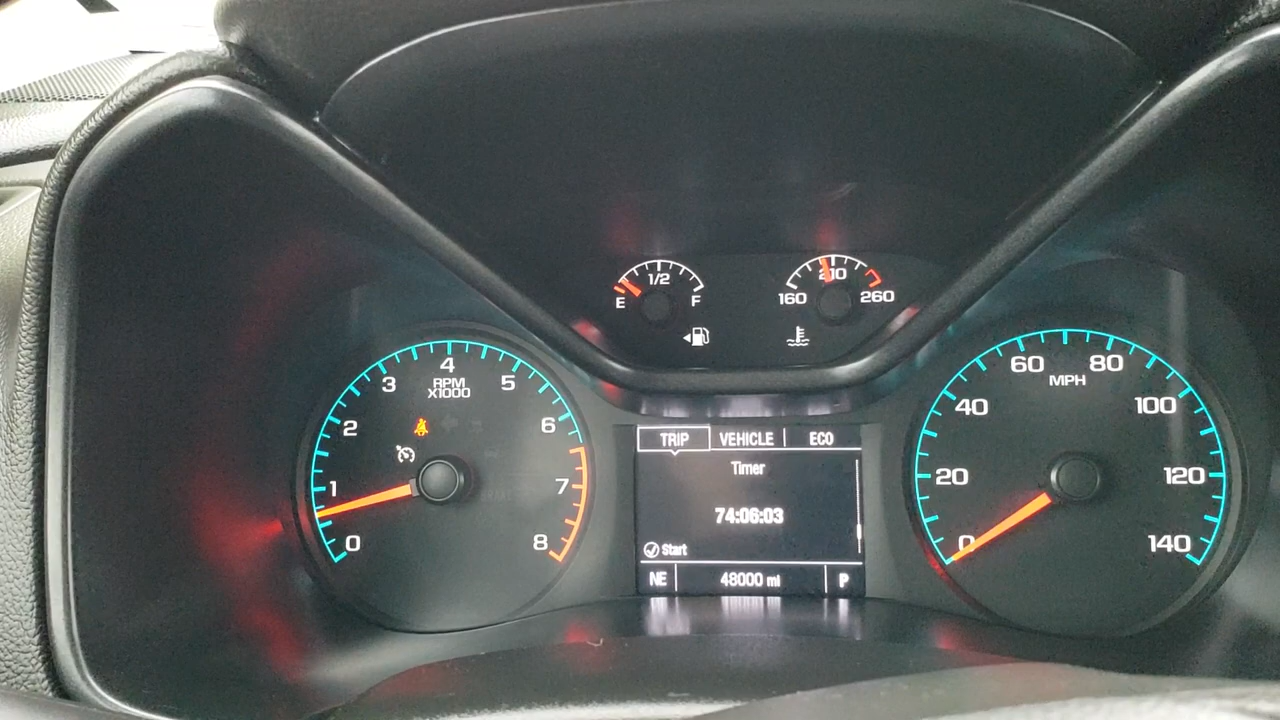 1/2
E F
210
160 260
4
3 5
RPM
X1000
2 6
1 7
0 8
60 80
MPH
40 100
20 120
0 140
TRIP VEHICLE ECO
Timer
74:06:03
Start
NE 48000 mi P